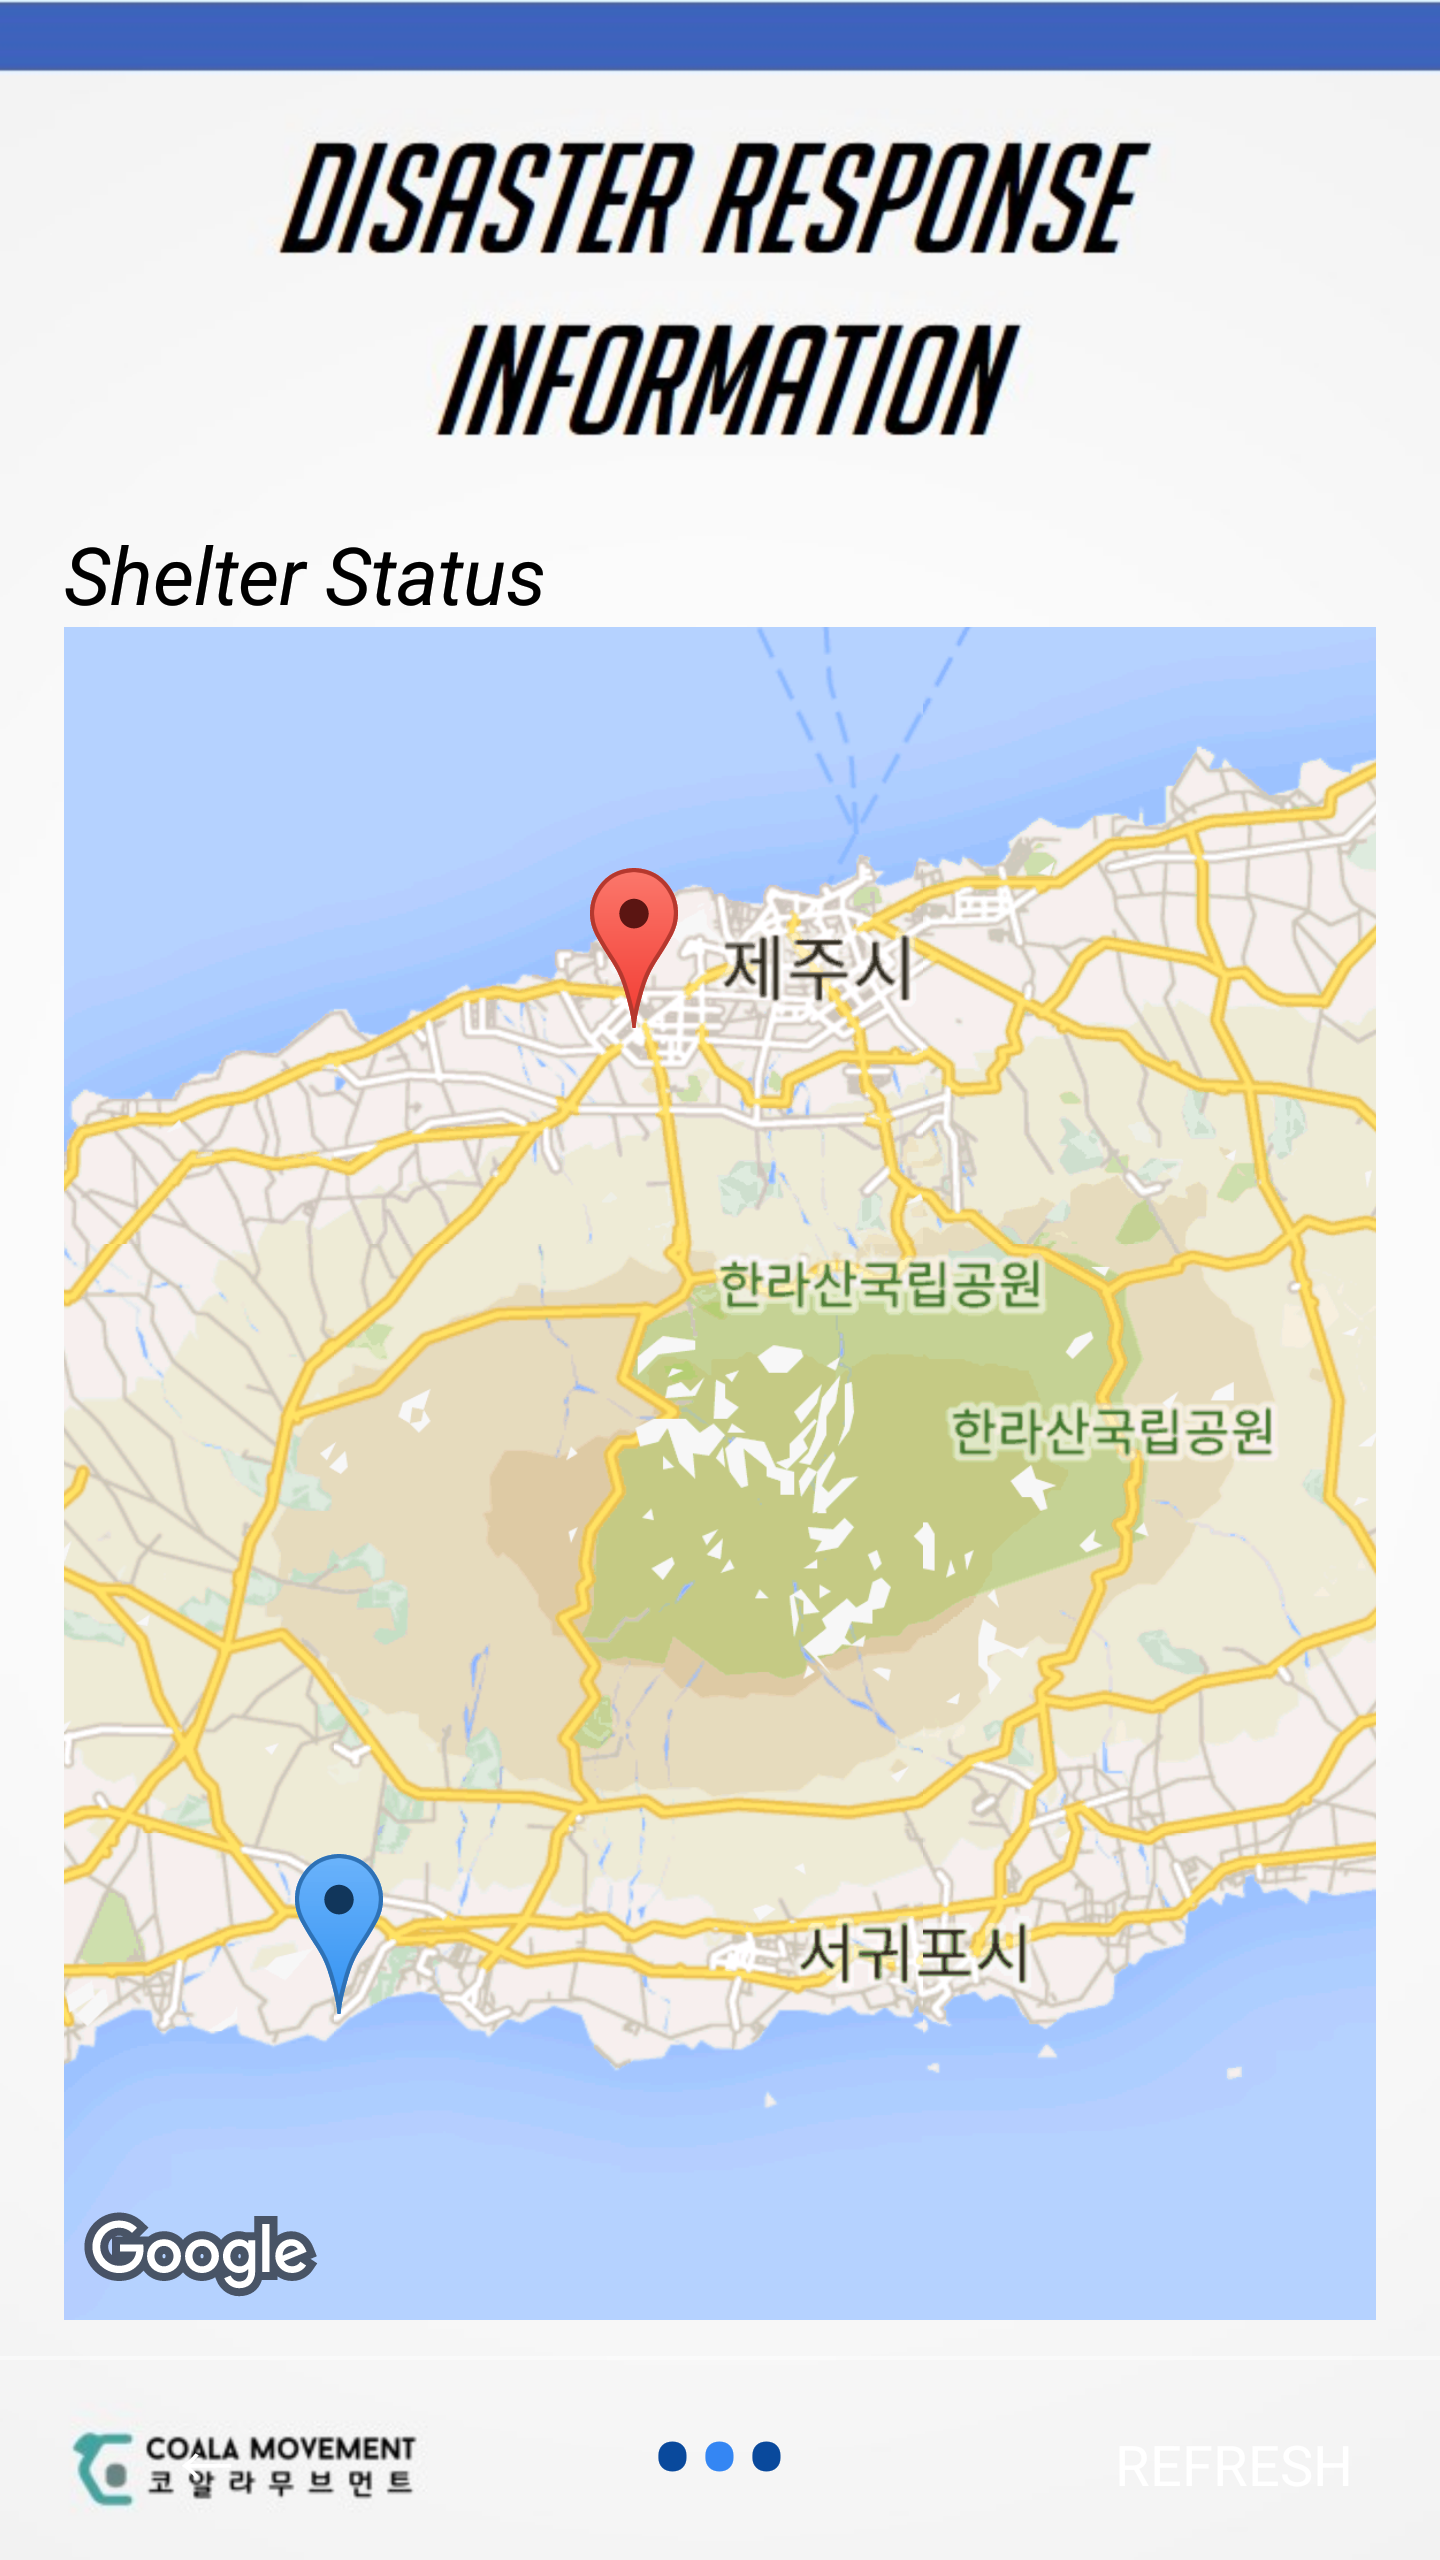 DISASTER RESPONSE
INFORMATION
Shelter Status
제주시
한라산국립공원
한라산국립공원
서귀포시
Google
COALA MOVEMENT
코알라무브먼트
REFRESH